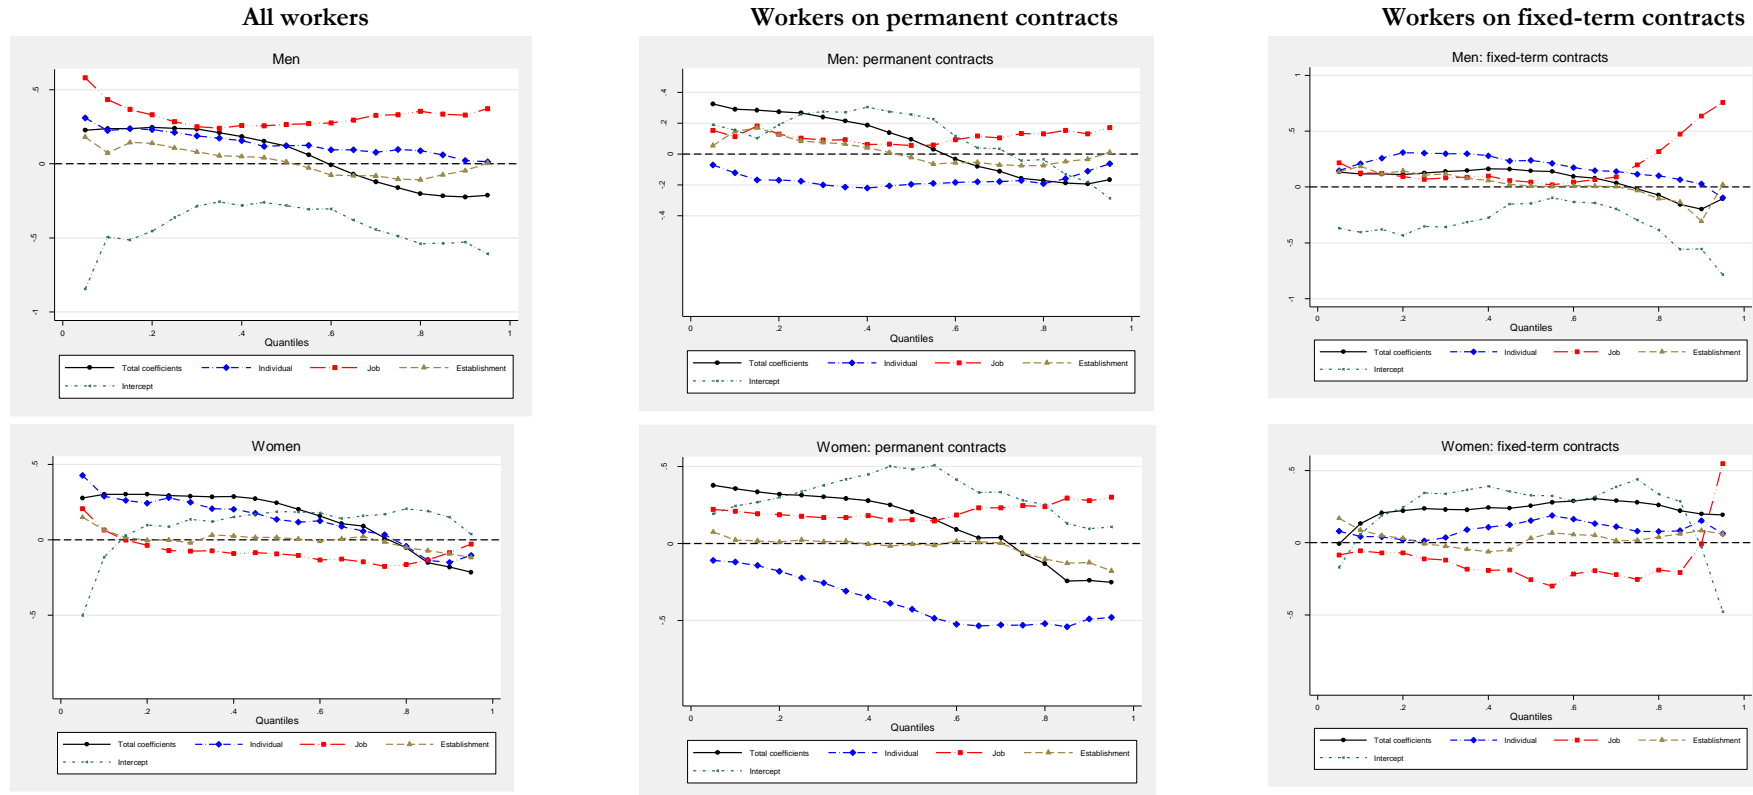 All workers
Workers on permanent contracts
Workers on fixed-term contracts
Men
.5
0
-.5
-1
0 .2 .4 .6 .8 1
Quantiles
Total coefficients Individual Job Establishment
Intercept
Men: permanent contracts
.4
.2
0
-.2
-.4
0 .2 .4 .6 .8 1
Quantiles
Total coefficients Individual Job Establishment
Intercept
Men: fixed-term contracts
1
.5
0
-.5
-1
0 .2 .4 .6 .8 1
Quantiles
Total coefficients Individual Job Establishment
Intercept
Women
.5
0
-.5
0 .2 .4 .6 .8 1
Quantiles
Total coefficients Individual Job Establishment
Intercept
Women: permanent contracts
.5
0
-.5
0 .2 .4 .6 .8 1
Quantiles
Total coefficients Individual Job Establishment
Intercept
Women: fixed-term contracts
.5
0
-.5
0 .2 .4 .6 .8 1
Quantiles
Total coefficients Individual Job Establishment
Intercept